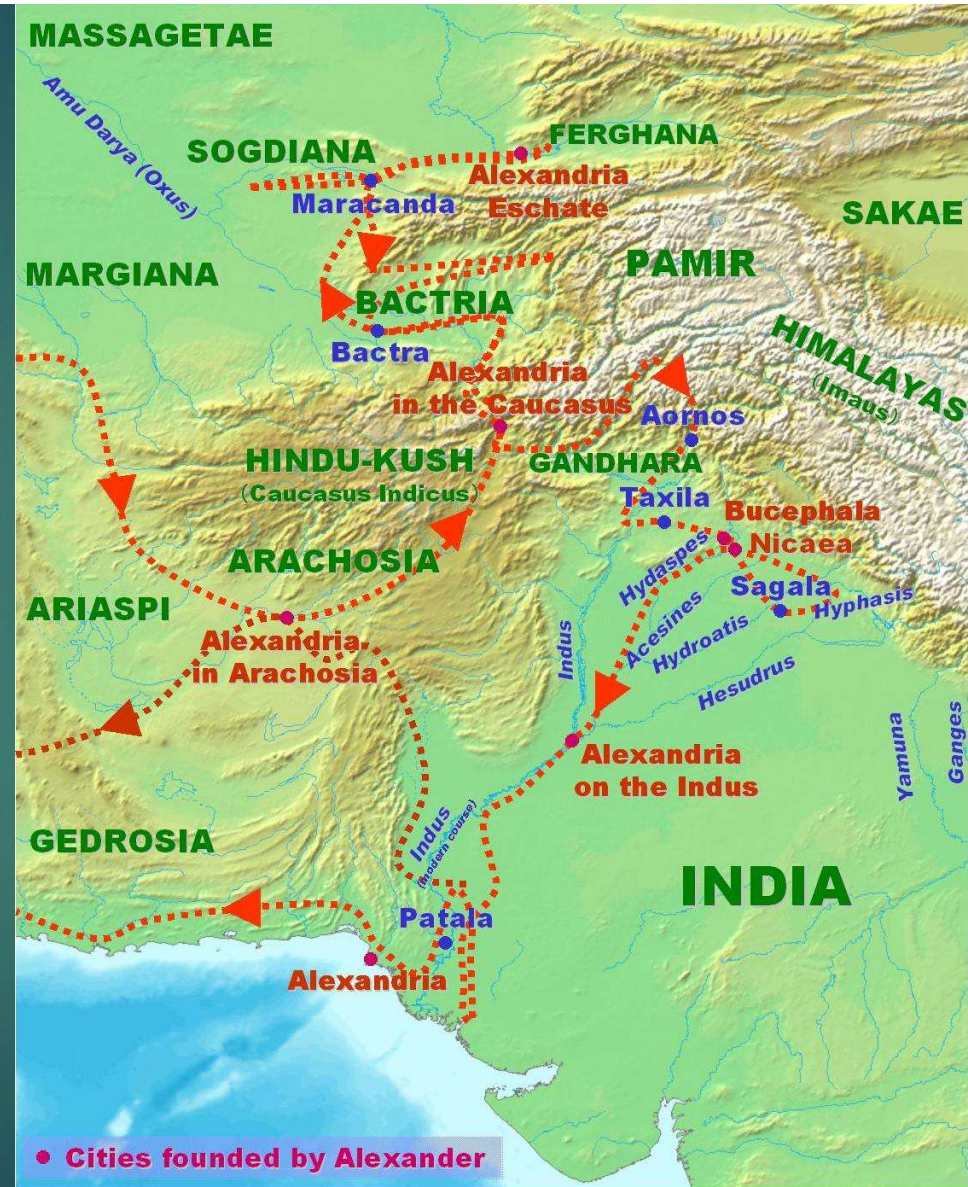 MASSAGETAE
Amu Darya (Oxus)
SOGDIANA
FERGHANA
Alexandria
Eschate
Maracanda
SAKAE
MARGIANA
PAMIR
BACTRIA
Bactra
HIMALAYAS
(Imaus)
Alexandria
in the Caucasus
Aornos
HINDU-KUSH
(Caucasus Indicus)
GANDHARA
Taxila
Bucephala
Nicaea
ARACHOSIA
Hydaspes
Sagala
Hyphasis
ARIASPI
Acesines
Hydroatis
Alexandria
in Arachosia
Indus
Hesudrus
Yamuna
Ganges
Alexandria
on the Indus
GEDROSIA
Indus
(modern course)
INDIA
Patala
Alexandria
Cities founded by Alexander